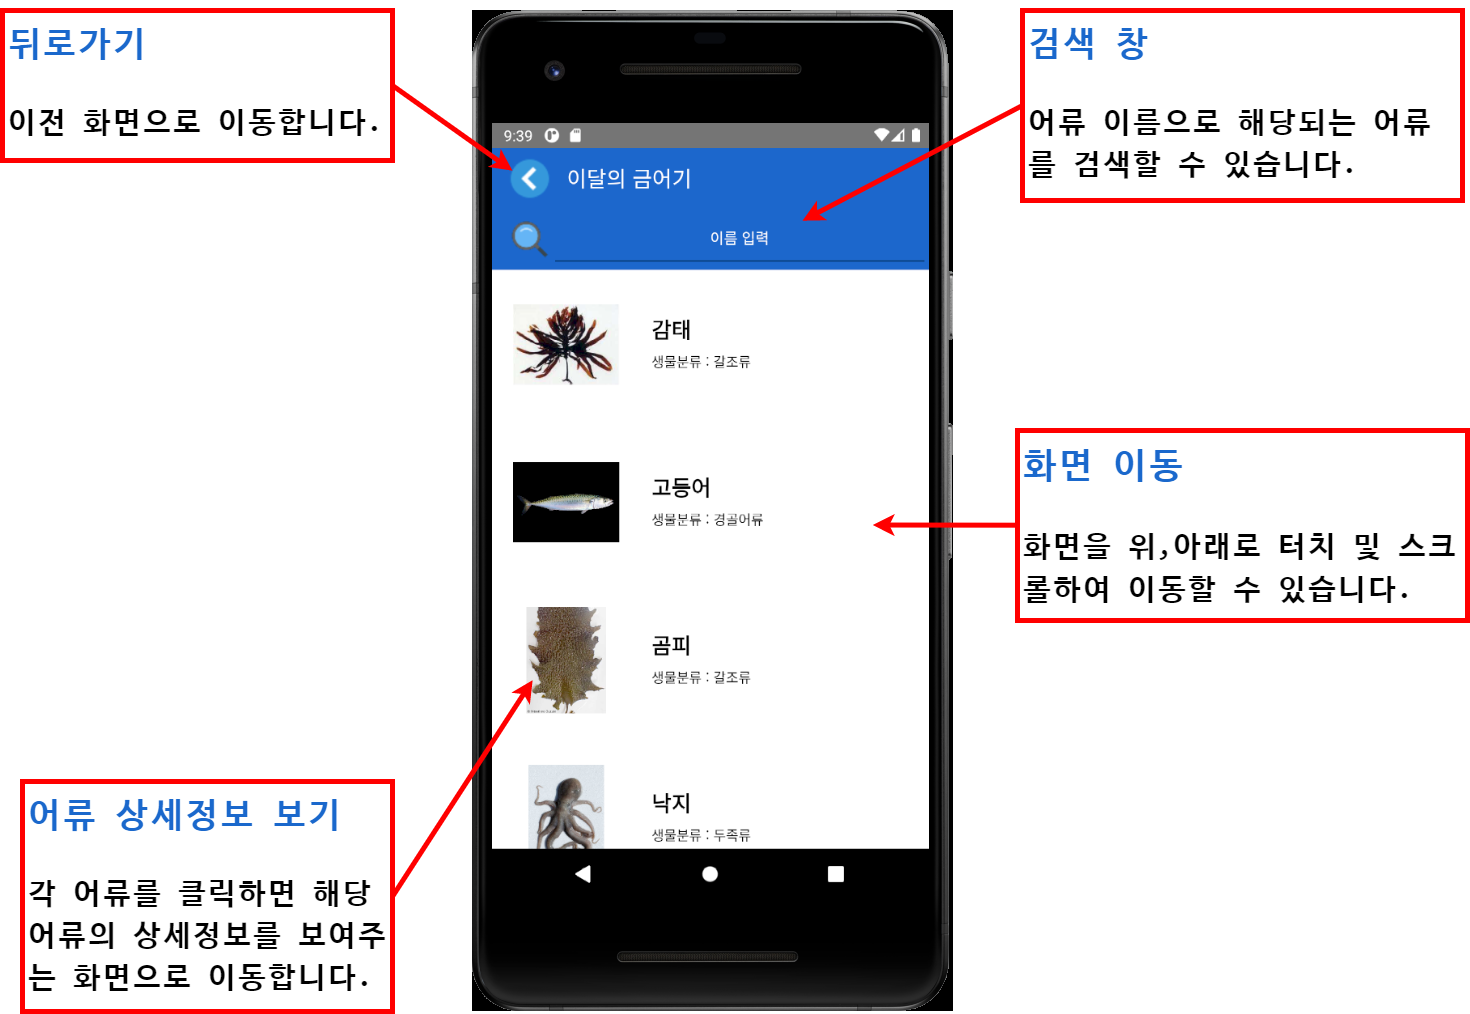 뒤로가기
이전 화면으로 이동합니다.
검색 창
어류 이름으로 해당되는 어류
를 검색할 수 있습니다.
9:39
이달의 금어기
이름 입력
감태
생물분류 : 갈조류
고등어
생물분류 : 경골어류
곰피
생물분류 : 갈조류
낙지
생물분류 : 두족류
화면 이동
화면을 위,아래로 터치 및 스크
롤하여 이동할 수 있습니다.
어류 상세정보 보기
각 어류를 클릭하면 해당
어류의 상세정보를 보여주
는 화면으로 이동합니다.